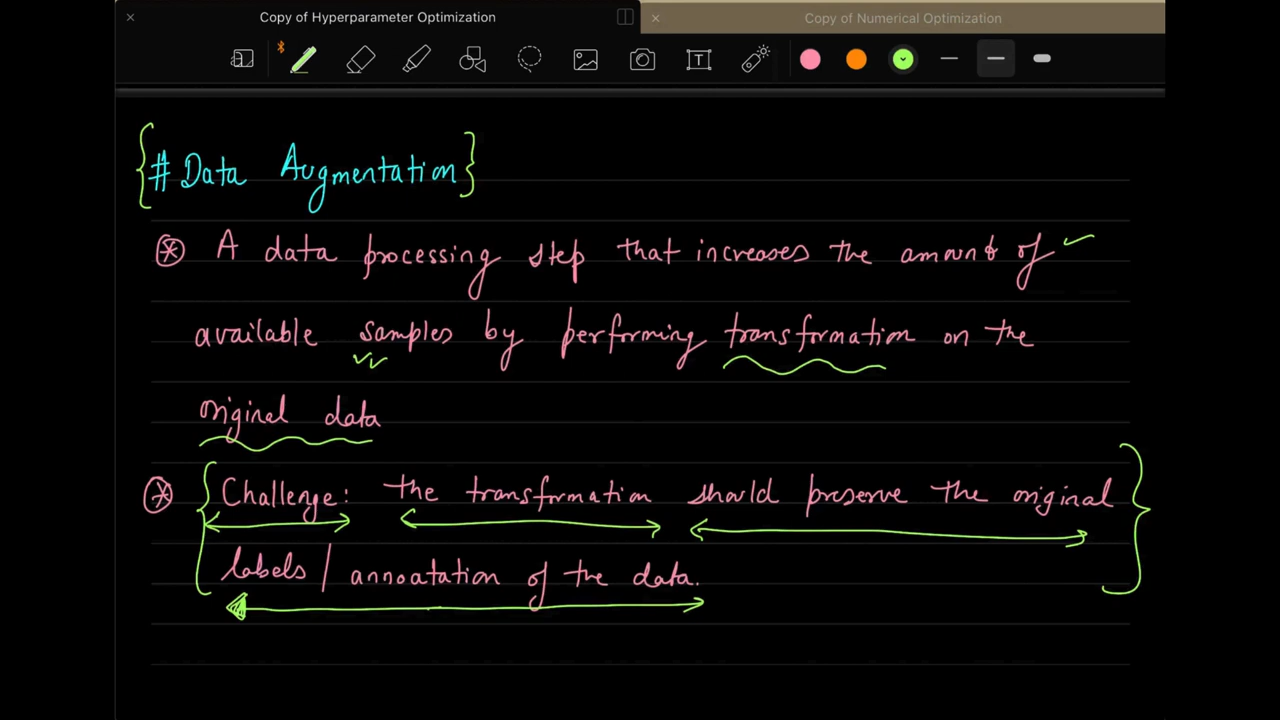 Copy of Hyperparameter Optimization
Copy of Numerical Optimization
T
# Data Augmentation
A data processing step that increases the amount of
available samples by performing transformation on the
original data
Challenge: the transformation should preserve the original
labels / annoatation of the data.